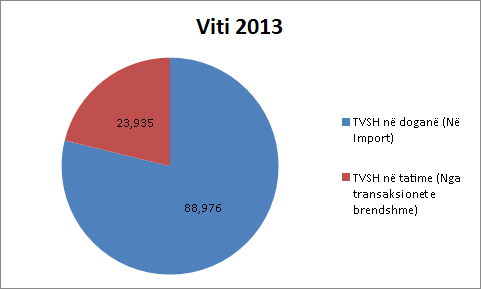 Viti 2013
23,935
88,976
TVSH në doganë (Në
Import)
TVSH në tatime (Nga
transaksionet e
brendshme)